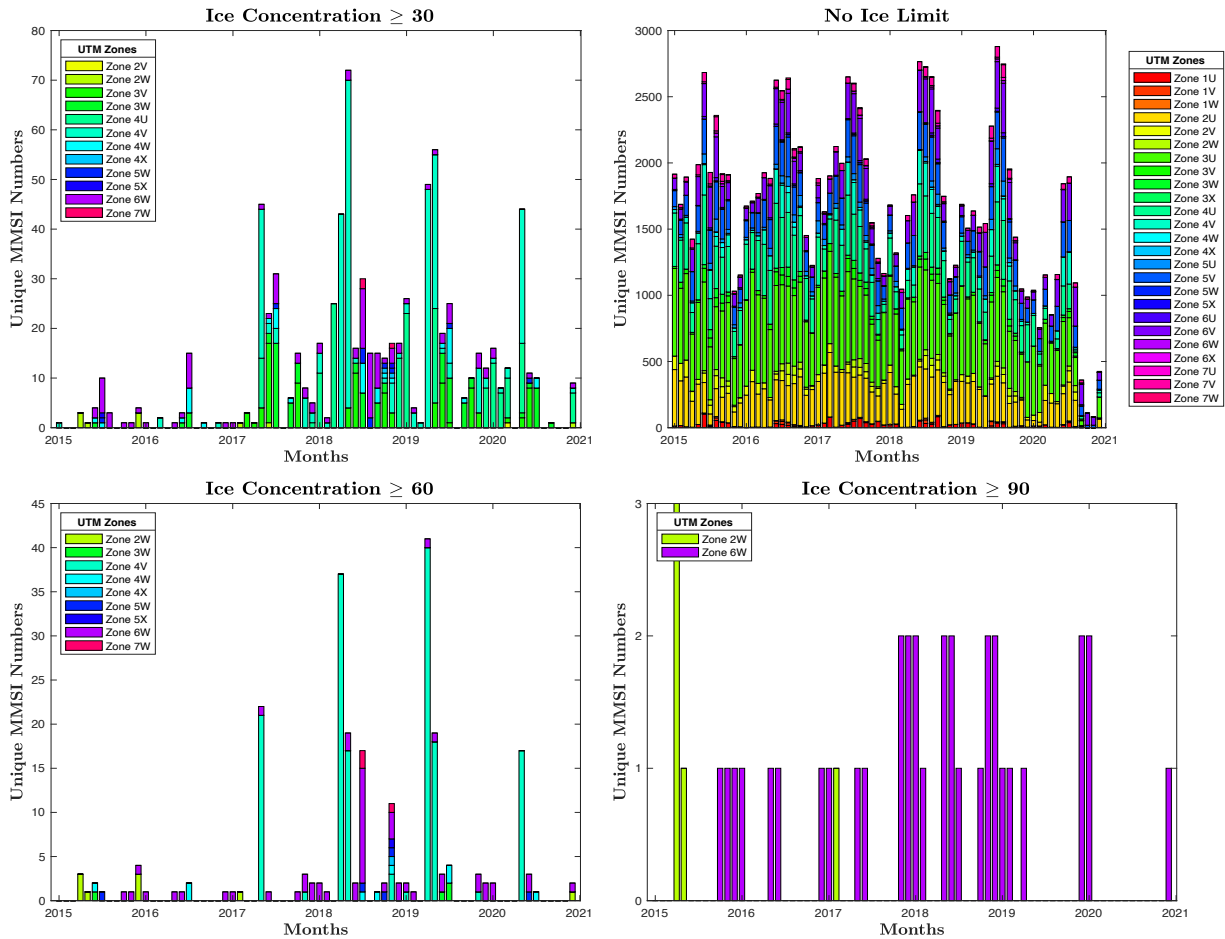 Ice Concentration ≥ 30
80
70
60
50
40
30
20
10
0
Unique MMSI Numbers
UTM Zones
Zone 2V
Zone 2W
Zone 3V
Zone 3W
Zone 4U
Zone 4V
Zone 4W
Zone 4X
Zone 5W
Zone 5X
Zone 6W
Zone 7W
2015 2016 2017 2018 2019 2020 2021
Months
No Ice Limit
3000
2500
2000
1500
1000
500
0
Unique MMSI Numbers
2015 2016 2017 2018 2019 2020 2021
Months
UTM Zones
Zone 1U
Zone 1V
Zone 1W
Zone 2U
Zone 2V
Zone 2W
Zone 3U
Zone 3V
Zone 3W
Zone 3X
Zone 4U
Zone 4V
Zone 4W
Zone 4X
Zone 5U
Zone 5V
Zone 5W
Zone 5X
Zone 6U
Zone 6V
Zone 6W
Zone 6X
Zone 7U
Zone 7V
Zone 7W
Ice Concentration ≥ 60
45
40
35
30
25
20
15
10
5
0
Unique MMSI Numbers
UTM Zones
Zone 2W
Zone 3W
Zone 4V
Zone 4W
Zone 4X
Zone 5W
Zone 5X
Zone 6W
Zone 7W
2015 2016 2017 2018 2019 2020 2021
Months
Ice Concentration ≥ 90
3
2
1
0
Unique MMSI Numbers
UTM Zones
Zone 2W
Zone 6W
2015 2016 2017 2018 2019 2020 2021
Months